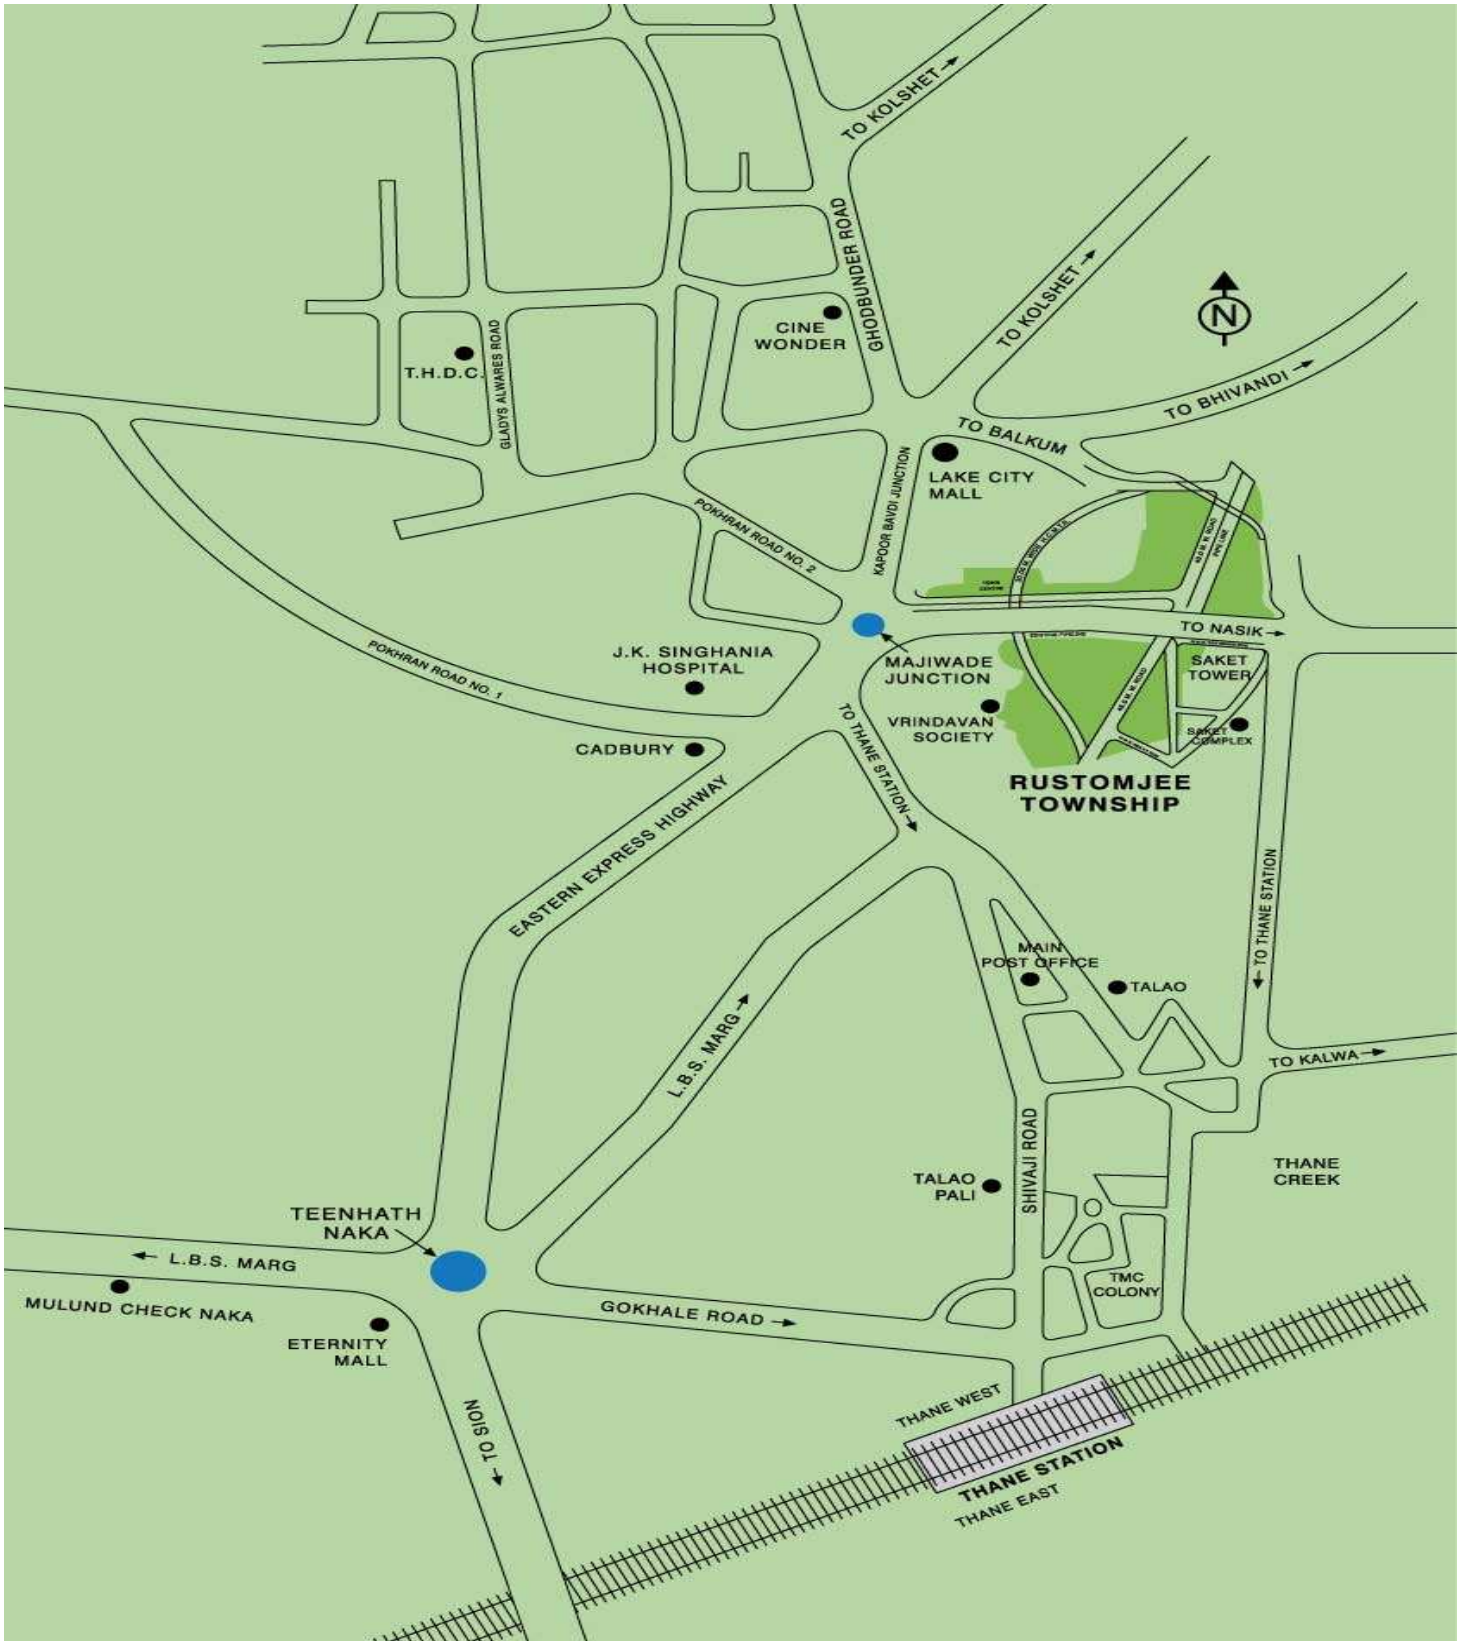 TO KOLSHET
GHODBUNDER ROAD
TO KOLSHET
N
CINE
WONDER
T.H.D.C.
GLADYS ALWARES ROAD
TO BHIVANDI
TO BALKUM
LAKE CITY
MALL
KAPOOR BAVDI JUNCTION
POKHRAN ROAD NO. 2
TO NASIK
J.K. SINGHANIA
HOSPITAL
MAJIWADE
JUNCTION
SAKET
TOWER
POKHRAN ROAD NO. 1
VRINDAVAN
SOCIETY
SAKET
COMPLEX
CADBURY
TO THANE STATION
RUSTOMJEE
TOWNSHIP
EASTERN EXPRESS HIGHWAY
TO THANE STATION
MAIN
POST OFFICE
TALAO
L.B.S. MARG
TO KALWA
SHIVAJI ROAD
THANE
CREEK
TALAO
PALI
TEENHATH
NAKA
L.B.S. MARG
TMC
COLONY
MULUND CHECK NAKA
GOKHALE ROAD
ETERNITY
MALL
TO SION
THANE WEST
THANE STATION
THANE EAST